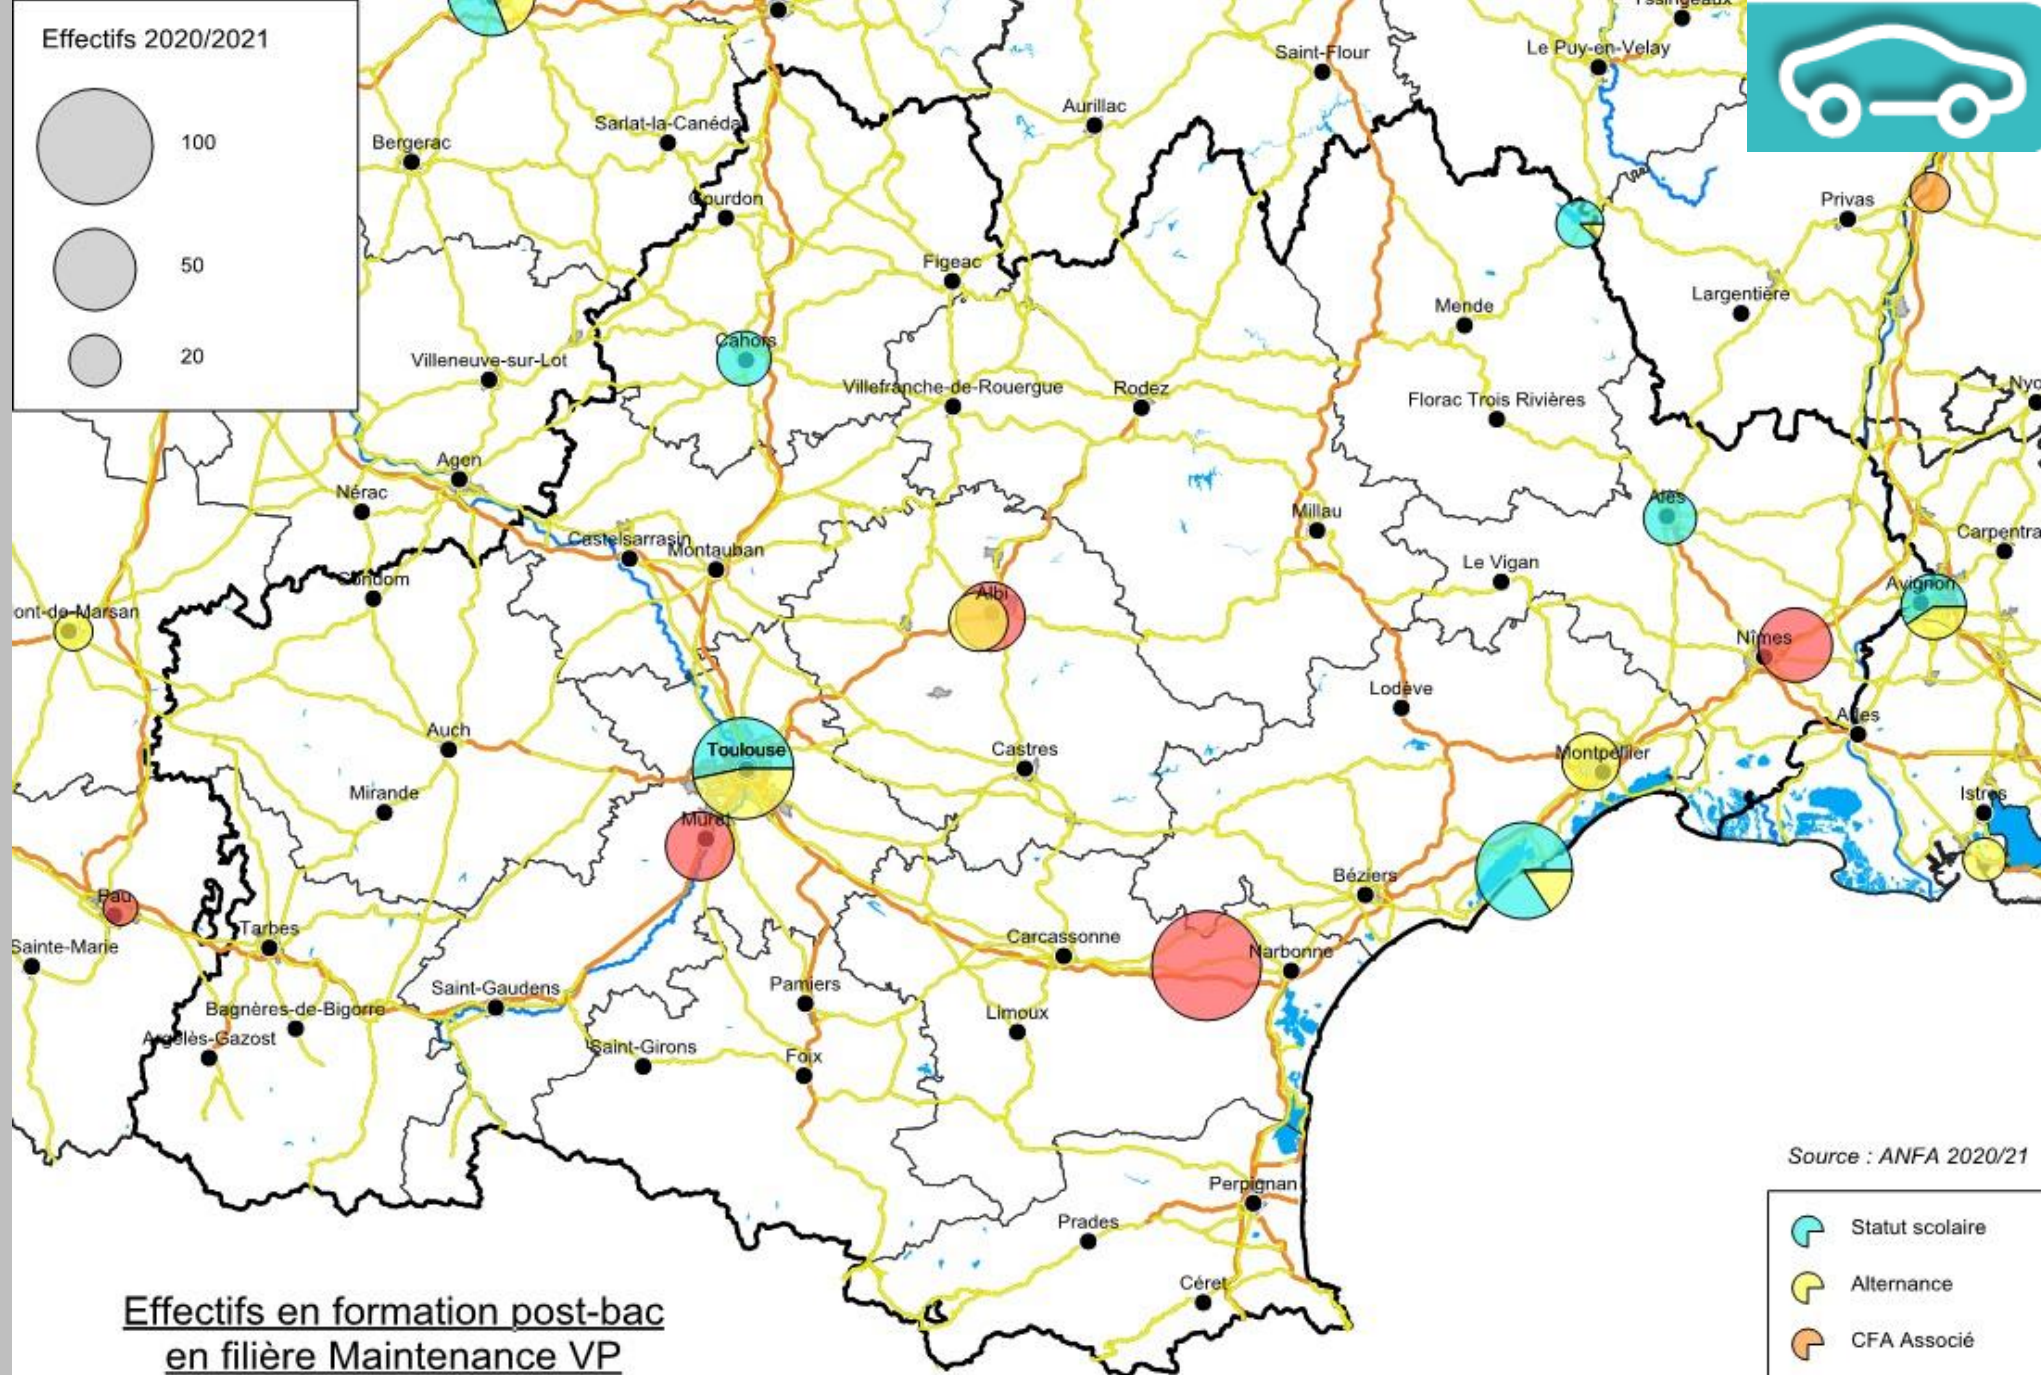 Effectifs 2020/2021
100
50
20
Saint-Flour
Le Puy-en-Velay
Aurillac
Sarlat-la-Canéda
Bergerac
Gourdon
Privas
Figeac
Largentière
Mende
Cahors
Villeneuve-sur-Lot
Villefranche-de-Rouergue
Rodez
Florac Trois Rivières
Agen
Nérac
Alès
Millau
Castelsarrasin
Montauban
Carpentra
Le Vigan
Condom
Avignon
Albi
ont-de-Marsan
Nîmes
Lodève
Arles
Auch
Toulouse
Castres
Montpellier
Mirande
Istres
Muret
Béziers
Pau
Tarbes
Carcassonne
Narbonne
Sainte-Marie
Saint-Gaudens
Pamiers
Bagnères-de-Bigorre
Limoux
Argelès-Gazost
Saint-Girons
Foix
Source : ANFA 2020/21
Perpignan
Prades
Statut scolaire
Céret
Alternance
Effectifs en formation post-bac
CFA Associé
en filière Maintenance VP